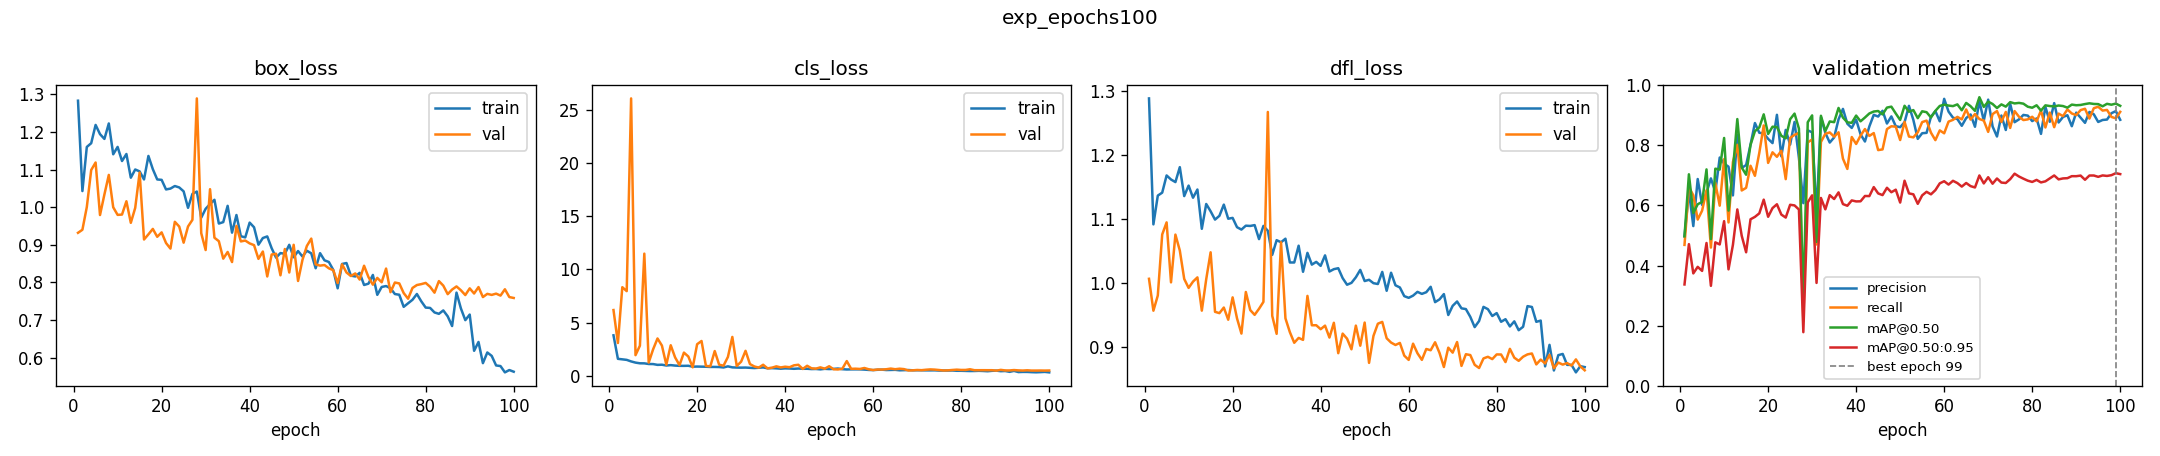 exp_epochs100
box_loss
1.3
1.2
1.1
1.0
0.9
0.8
0.7
0.6
train
val
0 20 40 60 80 100
epoch
cls_loss
25
20
15
10
5
0
train
val
0 20 40 60 80 100
epoch
dfl_loss
1.3
1.2
1.1
1.0
0.9
train
val
0 20 40 60 80 100
epoch
validation metrics
1.0
0.8
0.6
0.4
0.2
0.0
precision
recall
mAP@0.50
mAP@0.50:0.95
best epoch 99
0 20 40 60 80 100
epoch